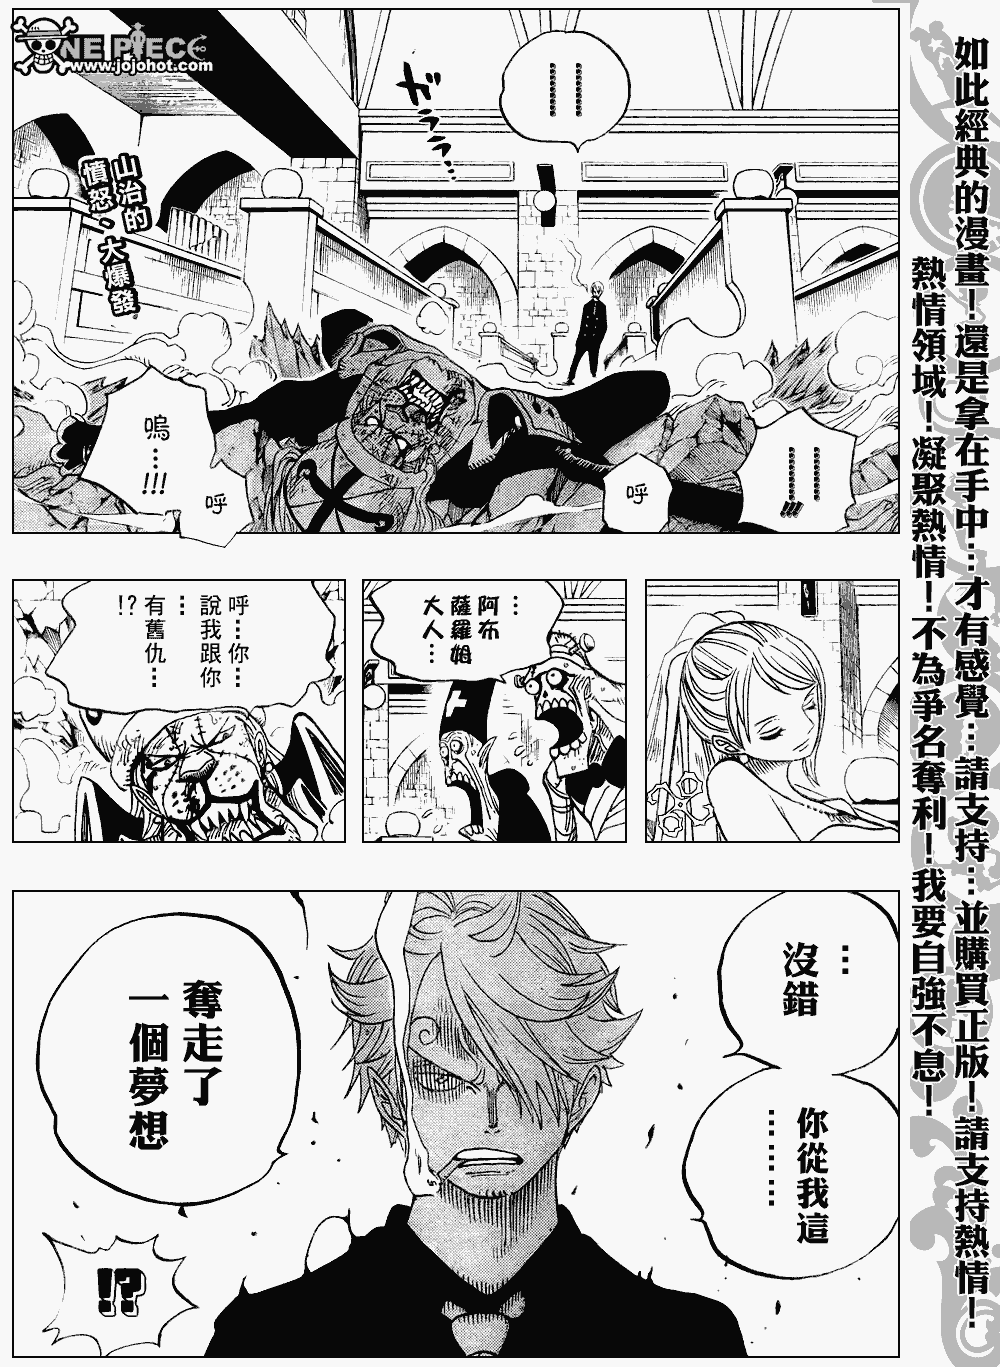 ONE PIECE
www.jojohot.com
如此經典的漫畫！還是拿在手中…才有感覺…請支持…並購買正版！請支持熱情！
熱情領域！凝聚熱情！不為爭名奪利！我要自強不息！
………
………
ガラ…
山治的
憤怒、大爆發
………
………!!!
呼
嗚
…!!!
呼
…
阿布
薩羅姆
大人…
呼…你…
說我跟你
…
有舊仇…
!?
…
沒錯
你從我這
………
奪走了
一個夢想
!?